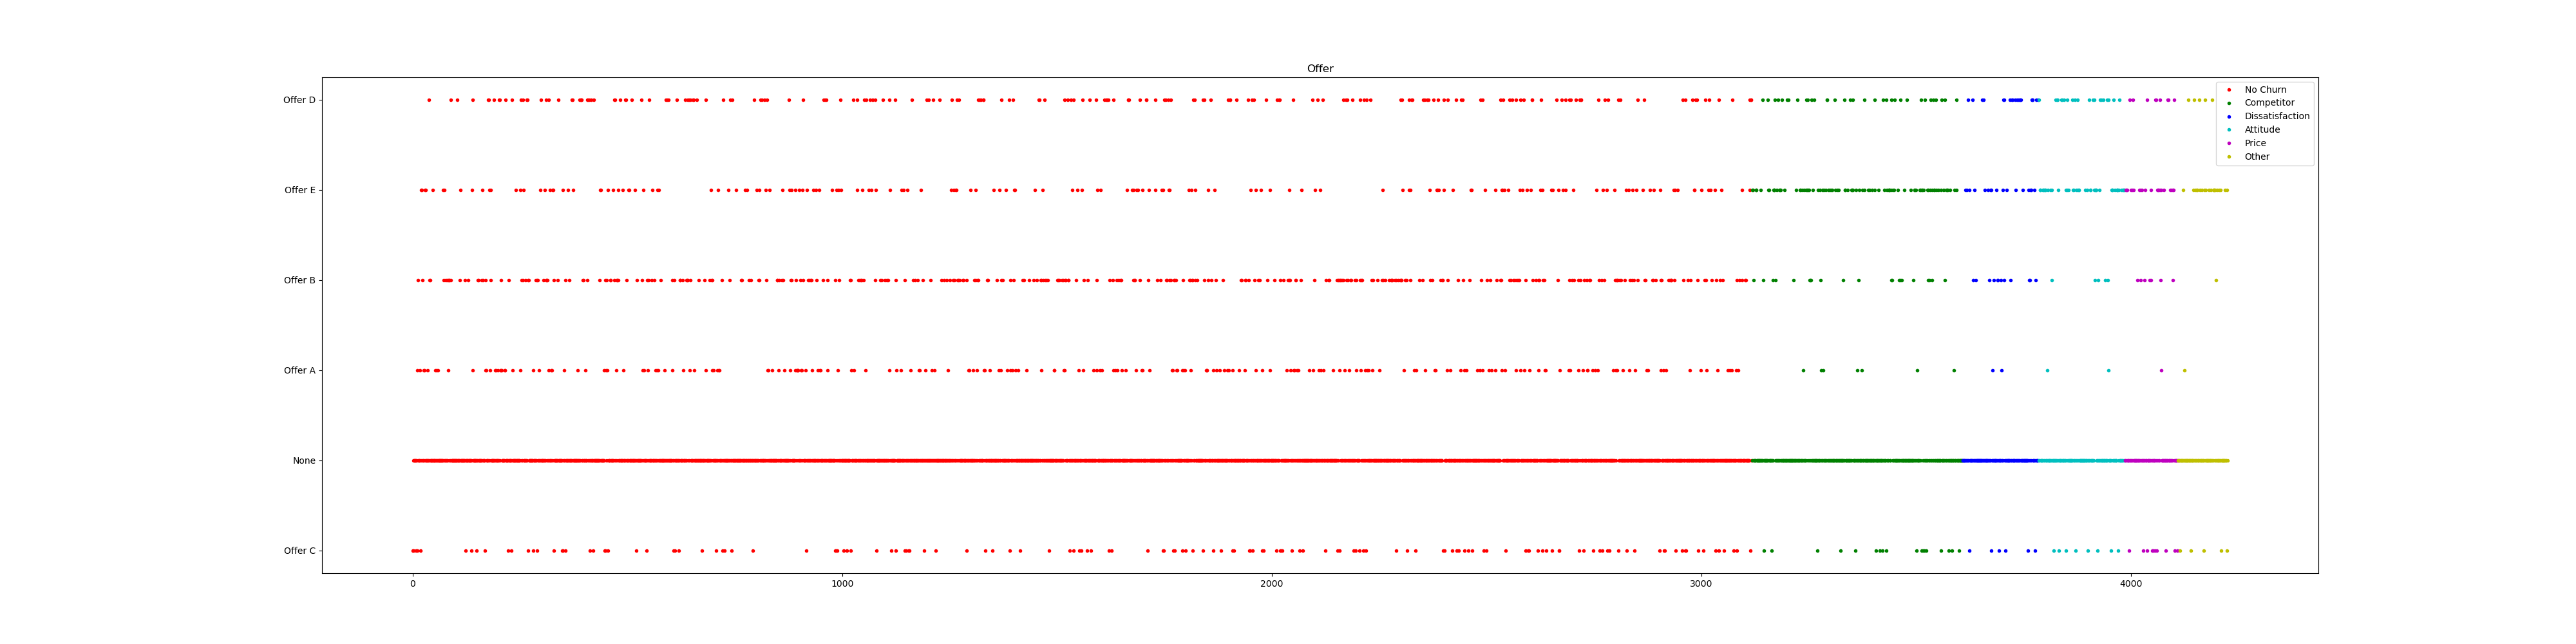 Offer
Offer D
Offer E
Offer B
Offer A
None
Offer C
No Churn
Competitor
Dissatisfaction
Attitude
Price
Other
0
1000
2000
3000
4000